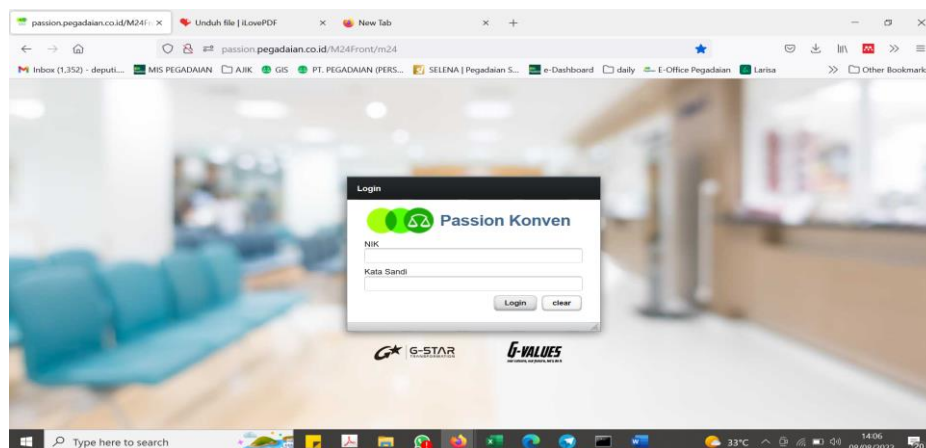 passion.pegadaian.co.id/M24Fr
Unduh file | iLovePDF
New Tab
passion.pegadaian.co.id/M24Front/m24
Inbox (1,352) - deputi...
MIS PEGADAIAN
AJIK
GIS
PT. PEGADAIAN (PERS...
SELENA | Pegadaian S...
e-Dashboard
daily
E-Office Pegadaian
Larisa
Other Bookmark
Login
Passion Konven
NIK
Kata Sandi
Login
clear
G-STAR
TRANSFORMATION
G-VALUES
Type here to search
33°C
14:06